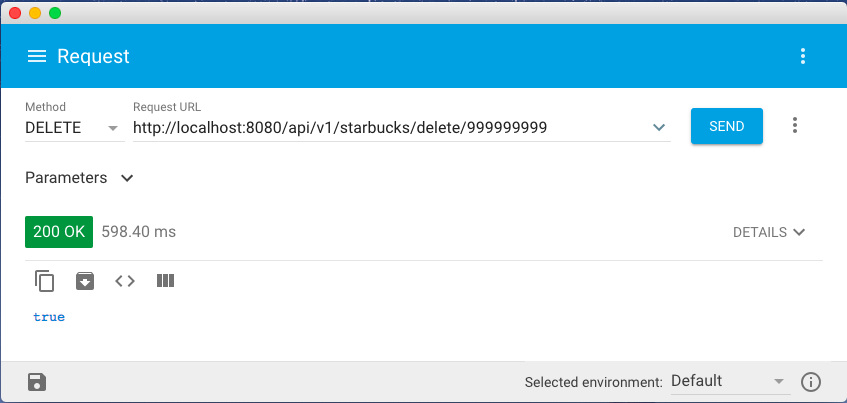 Request
Method
Request URL
DELETE
http://localhost:8080/api/v1/starbucks/delete/999999999
SEND
Parameters
200 OK 598.40 ms
DETAILS
true
Selected environment: Default